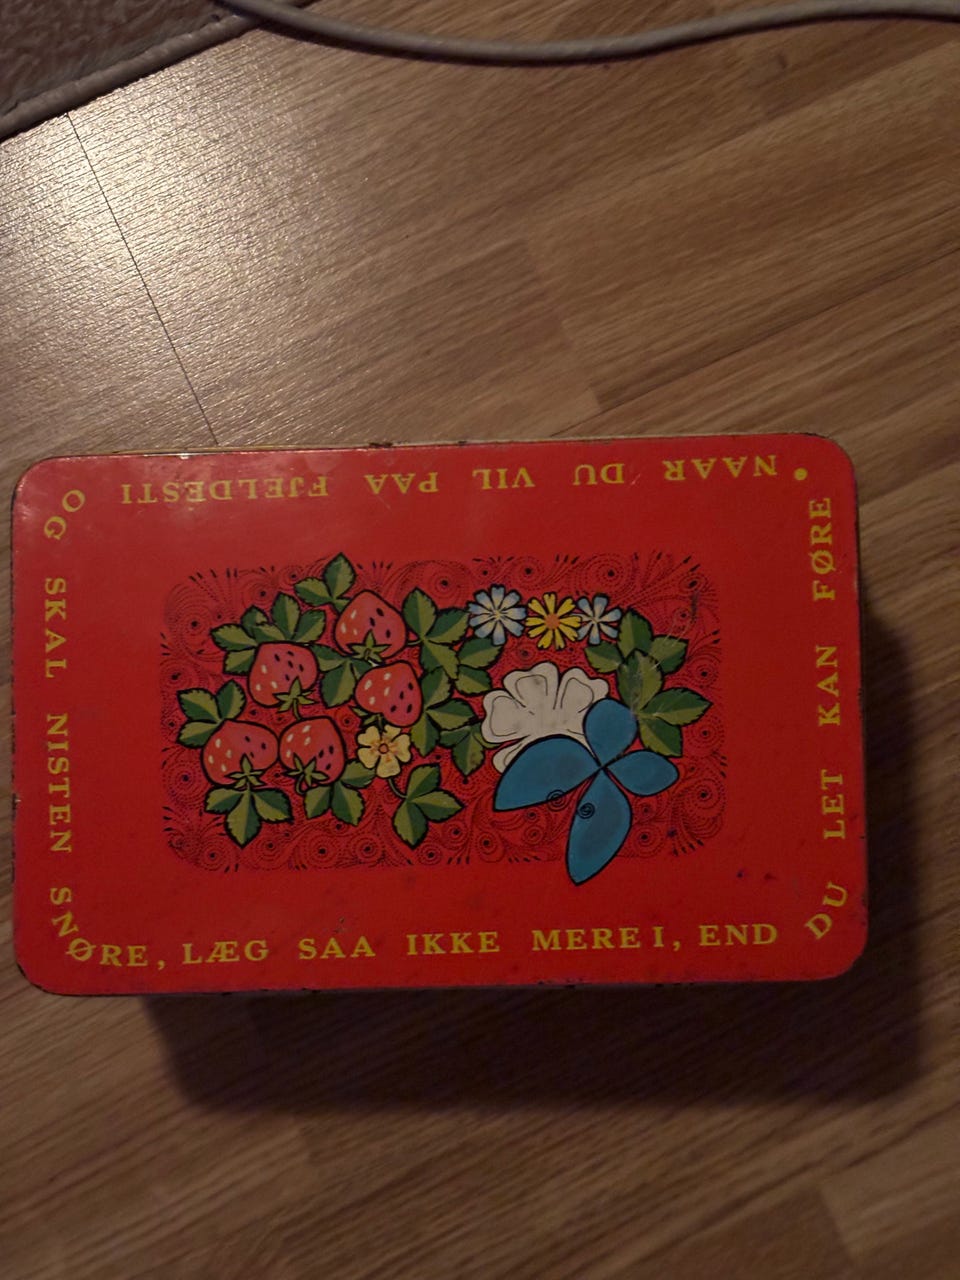 NAAR DU VIL PAA FJELDESTI
OG SKAL NISTEN SNØRE,
LÆG SAA IKKE MERE I, END
DU LET KAN FØRE •